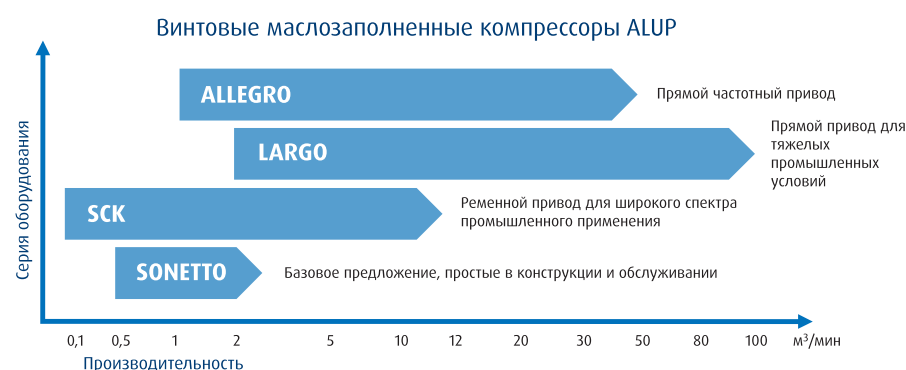 Винтовые маслозаполненные компрессоры ALUP
Серия оборудования
ALLEGRO
Прямой частотный привод
LARGO
Прямой привод для
тяжелых
промышленных
условий
SCK
Ременной привод для широкого спектра
промышленного применения
SONETTO
Базовое предложение, простые в конструкции и обслуживании
0,1 0,5 1 2 5 10 12 20 30 50 80 100 м³/мин
Производительность